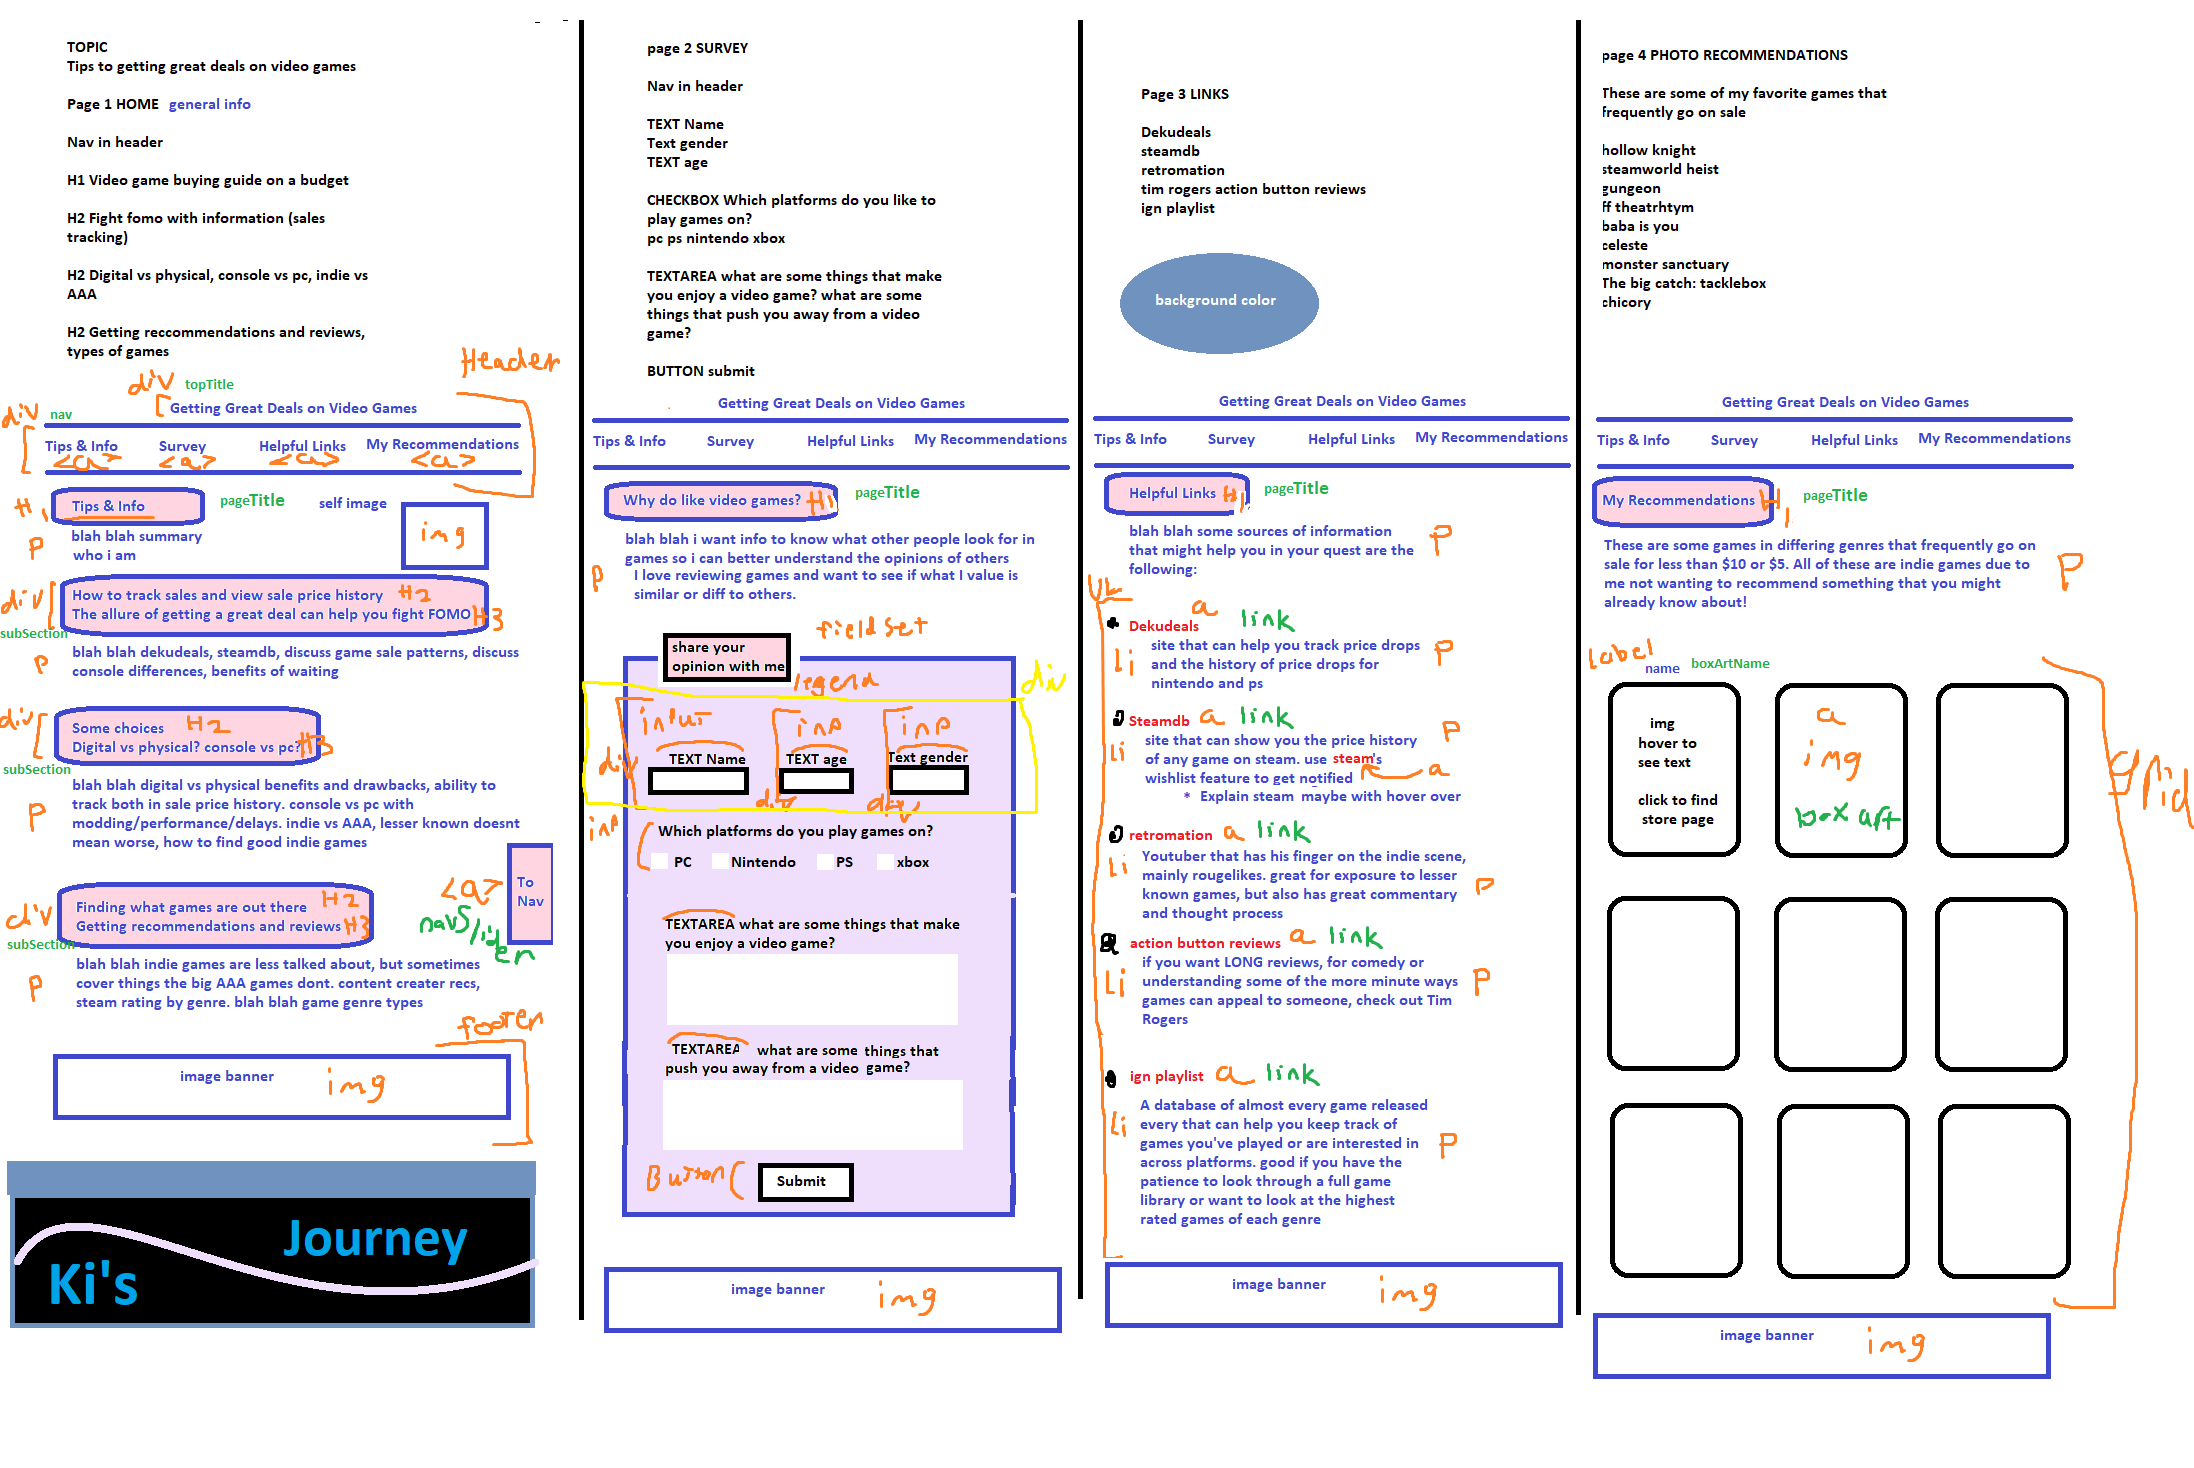 TOPIC
Tips to getting great deals on video games
Page 1 HOME general info
Nav in header
H1 Video game buying guide on a budget
H2 Fight fomo with information (sales
tracking)
H2 Digital vs physical, console vs pc, indie vs
AAA
H2 Getting reccommendations and reviews,
types of games
Header
div topTitle
Getting Great Deals on Video Games
div nav
Tips & Info Survey Helpful Links My Recommendations
<a> <a> <a> <a>
H1 Tips & Info pageTitle self image
img
P blah blah summary
who i am
div How to track sales and view sale price history H2
The allure of getting a great deal can help you fight FOMO H3
subSection
P blah blah dekudeals, steamdb, discuss game sale patterns, discuss
console differences, benefits of waiting
div Some choices H2
Digital vs physical? console vs pc? H3
subSection
P blah blah digital vs physical benefits and drawbacks, ability to
track both in sale price history. console vs pc with
modding/performance/delays. indie vs AAA, lesser known doesnt
mean worse, how to find good indie games
<a> To
Nav
navSlider
div Finding what games are out there H2
Getting recommendations and reviews H3
subSection
P blah blah indie games are less talked about, but sometimes
cover things the big AAA games dont. content creater recs,
steam rating by genre. blah blah game genre types
footer
image banner img
Journey
Ki's
page 2 SURVEY
Nav in header
TEXT Name
Text gender
TEXT age
CHECKBOX Which platforms do you like to
play games on?
pc ps nintendo xbox
TEXTAREA what are some things that make
you enjoy a video game? what are some
things that push you away from a video
game?
BUTTON submit
Getting Great Deals on Video Games
Tips & Info Survey Helpful Links My Recommendations
Why do like video games? H1 pageTitle
blah blah i want info to know what other people look for in
games so i can better understand the opinions of others
P I love reviewing games and want to see if what I value is
similar or diff to others.
fieldset
share your
opinion with me
legend
div
input inp inp
TEXT Name TEXT age Text gender
div div div
inp
Which platforms do you play games on?
PC Nintendo PS xbox
TEXTAREA what are some things that make
you enjoy a video game?
TEXTAREA what are some things that
push you away from a video game?
Button Submit
image banner img
Page 3 LINKS
Dekudeals
steamdb
retromation
tim rogers action button reviews
ign playlist
background color
Getting Great Deals on Video Games
Tips & Info Survey Helpful Links My Recommendations
Helpful Links H1 pageTitle
blah blah some sources of information P
that might help you in your quest are the
following:
UL
Dekudeals a link
Li site that can help you track price drops P
and the history of price drops for
nintendo and ps
Steamdb a link
Li site that can show you the price history P
of any game on steam. use steam's a
wishlist feature to get notified
* Explain steam maybe with hover over
retromation a link
Li Youtuber that has his finger on the indie scene,
mainly rougelikes. great for exposure to lesser P
known games, but also has great commentary
and thought process
action button reviews a link
Li if you want LONG reviews, for comedy or P
understanding some of the more minute ways
games can appeal to someone, check out Tim
Rogers
ign playlist a link
Li A database of almost every game released
every that can help you keep track of
games you've played or are interested in P
across platforms. good if you have the
patience to look through a full game
library or want to look at the highest
rated games of each genre
image banner img
page 4 PHOTO RECOMMENDATIONS
These are some of my favorite games that
frequently go on sale
hollow knight
steamworld heist
gungeon
ff theatrhtym
baba is you
celeste
monster sanctuary
The big catch: tacklebox
chicory
Getting Great Deals on Video Games
Tips & Info Survey Helpful Links My Recommendations
My Recommendations H1 pageTitle
These are some games in differing genres that frequently go on
sale for less than $10 or $5. All of these are indie games due to P
me not wanting to recommend something that you might
already know about!
Label name boxArtName
img
hover to
see text
click to find
store page
a
img
box art
grid
image banner img